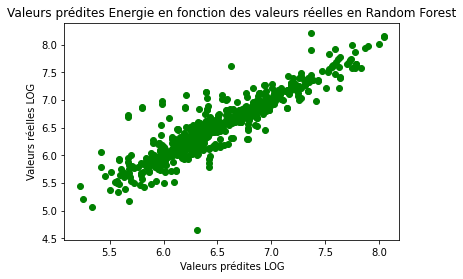 Valeurs prédites Energie en fonction des valeurs réelles en Random Forest
8.0
7.5
7.0
6.5
6.0
5.5
5.0
4.5
Valeurs réelles LOG
5.5 6.0 6.5 7.0 7.5 8.0
Valeurs prédites LOG